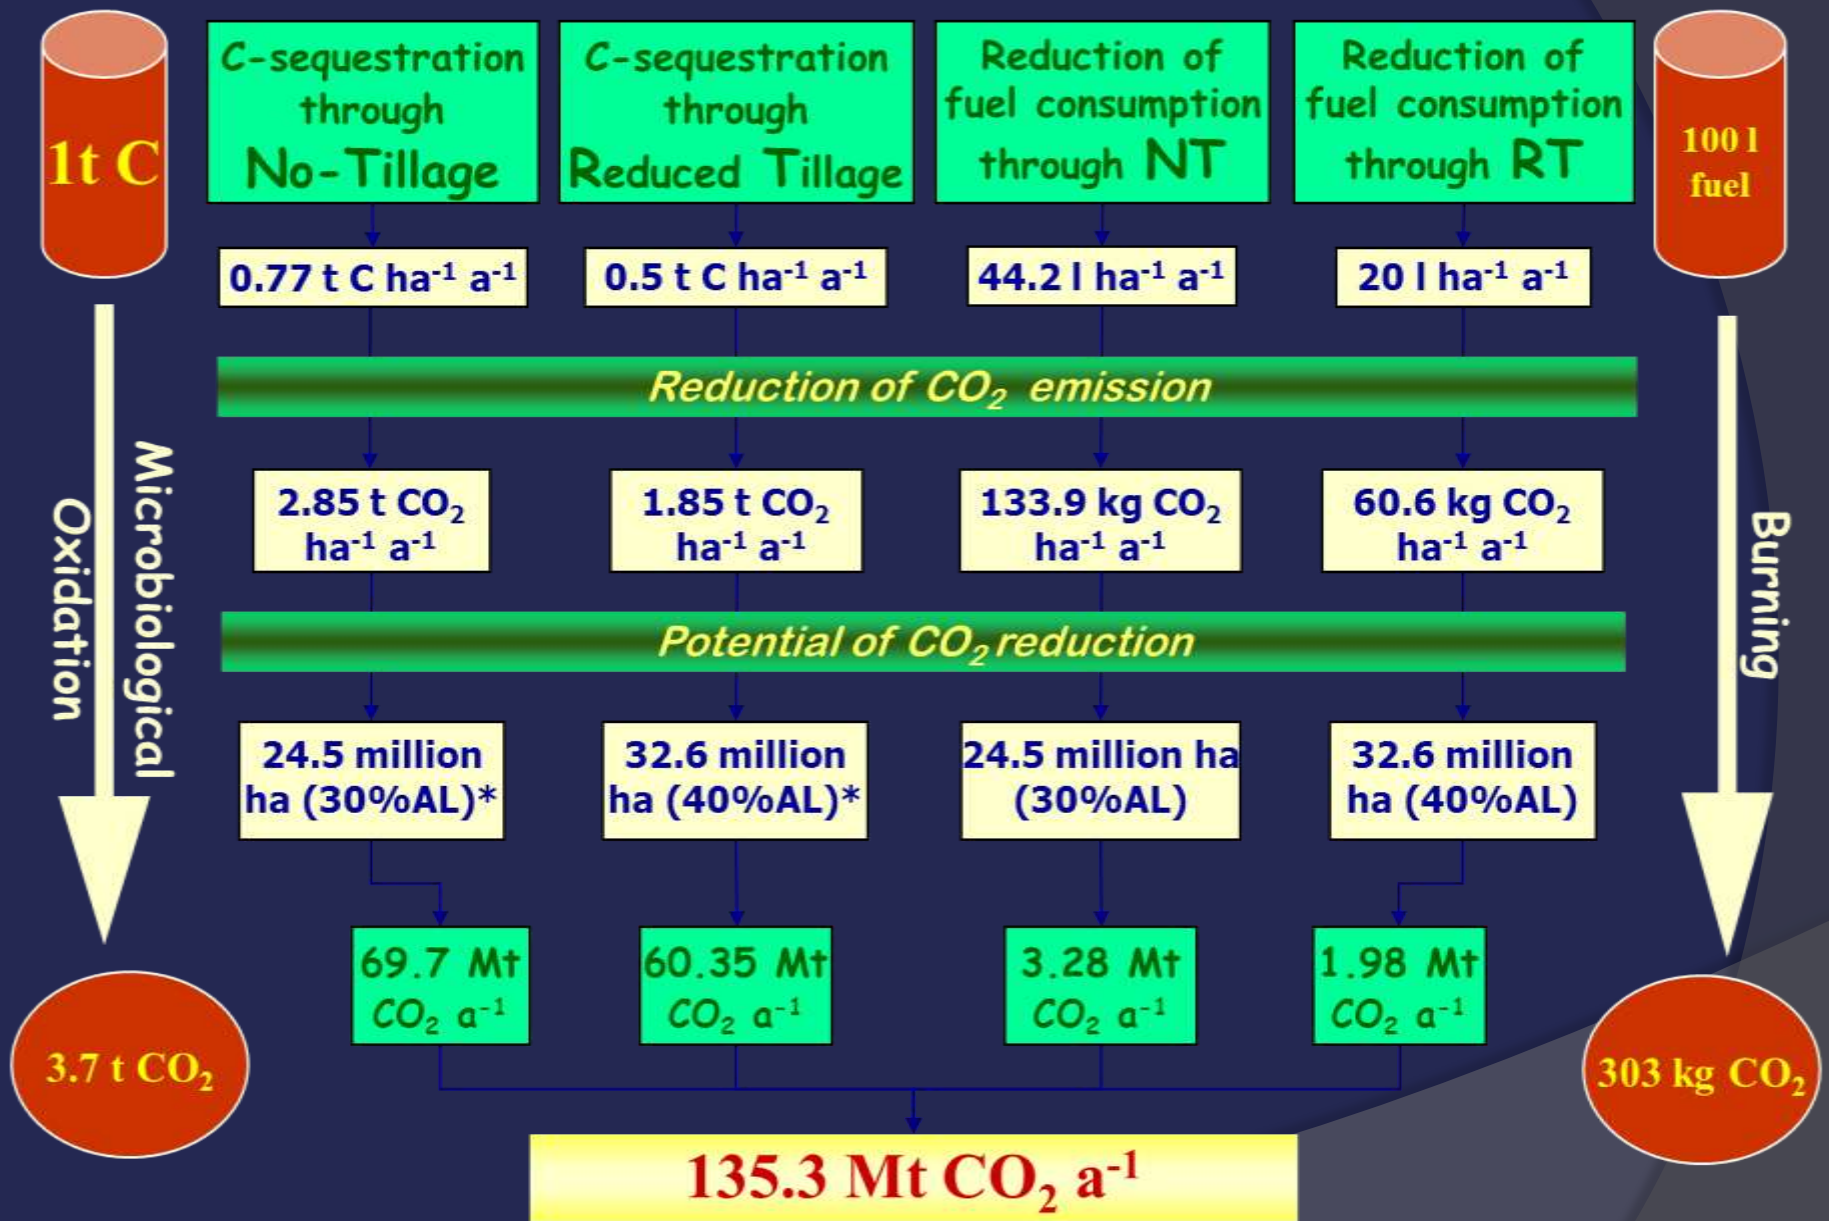 1t C
C-sequestration
through
No-Tillage
C-sequestration
through
Reduced Tillage
Reduction of
fuel consumption
through NT
Reduction of
fuel consumption
through RT
100 l
fuel
0.77 t C ha⁻¹ a⁻¹
0.5 t C ha⁻¹ a⁻¹
44.2 l ha⁻¹ a⁻¹
20 l ha⁻¹ a⁻¹
Reduction of CO₂ emission
Microbiological
Oxidation
Burning
2.85 t CO₂
ha⁻¹ a⁻¹
1.85 t CO₂
ha⁻¹ a⁻¹
133.9 kg CO₂
ha⁻¹ a⁻¹
60.6 kg CO₂
ha⁻¹ a⁻¹
Potential of CO₂ reduction
24.5 million
ha (30%AL)*
32.6 million
ha (40%AL)*
24.5 million ha
(30%AL)
32.6 million
ha (40%AL)
69.7 Mt
CO₂ a⁻¹
60.35 Mt
CO₂ a⁻¹
3.28 Mt
CO₂ a⁻¹
1.98 Mt
CO₂ a⁻¹
3.7 t CO₂
303 kg CO₂
135.3 Mt CO₂ a⁻¹